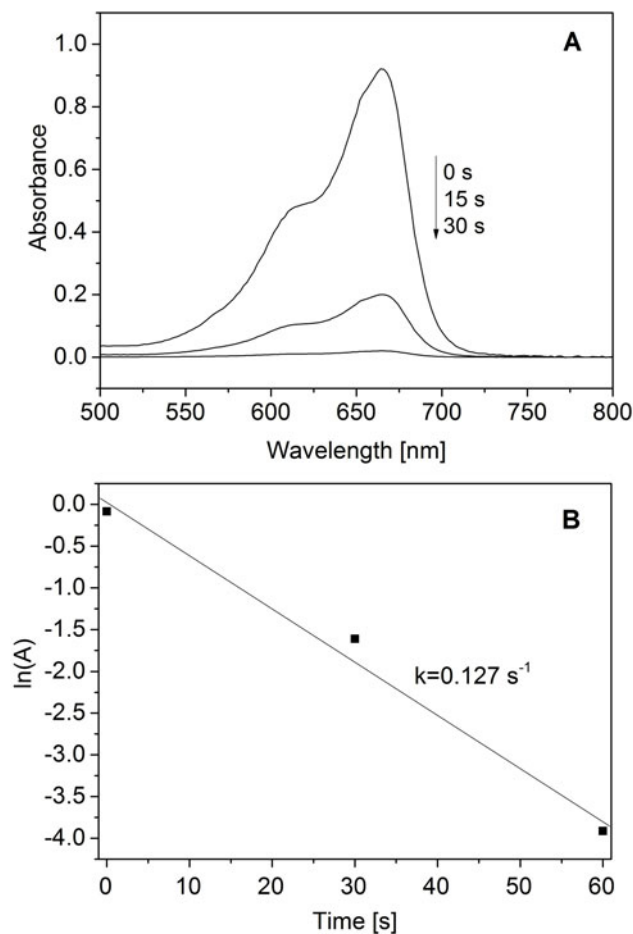 A
1.0
0.8
0.6
0.4
0.2
0.0
Absorbance
0 s
15 s
30 s
500 550 600 650 700 750 800
Wavelength [nm]
B
0.0
-0.5
-1.0
-1.5
-2.0
-2.5
-3.0
-3.5
-4.0
ln(A)
k=0.127 s⁻¹
0 10 20 30 40 50 60
Time [s]